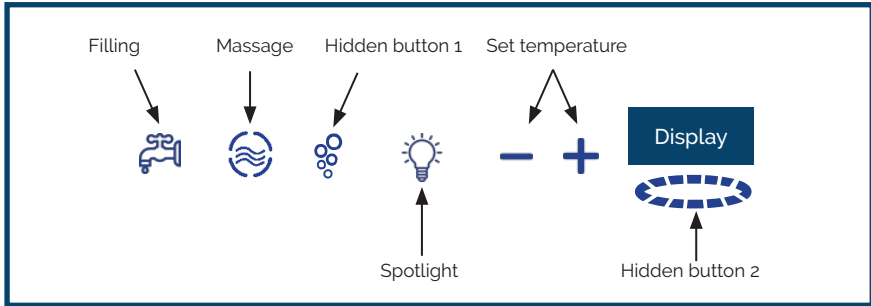 Filling
Massage
Hidden button 1
Set temperature
Display
Spotlight
Hidden button 2